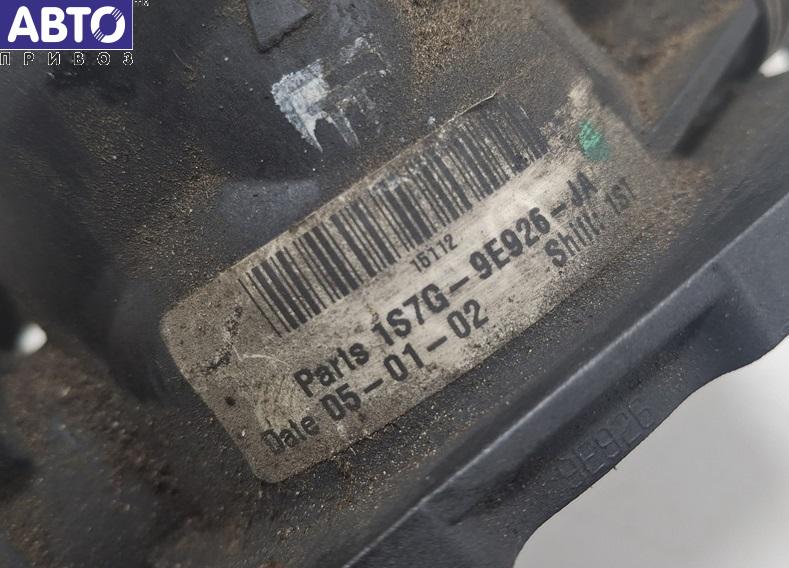 АВТО
ПРИВОЗ
15112
Parts 1S7G-9E926-JA
Date 05-01-02 Shift: 1ST
9E926